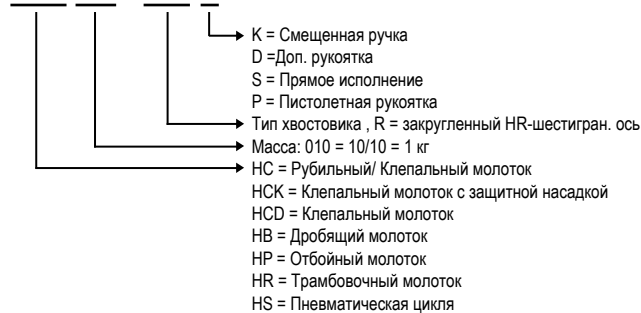 K = Смещенная ручка
D =Доп. рукоятка
S = Прямое исполнение
P = Пистолетная рукоятка
Тип хвостовика , R = закругленный HR-шестигран. ось
Масса: 010 = 10/10 = 1 кг
HC = Рубильный/ Клепальный молоток
HCK = Клепальный молоток с защитной насадкой
HCD = Клепальный молоток
HB = Дробящий молоток
HP = Отбойный молоток
HR = Трамбовочный молоток
HS = Пневматическая цикля